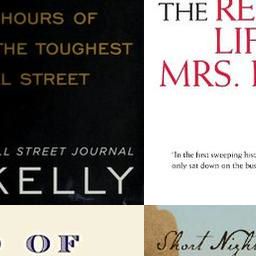 HOURS OF
THE TOUGHEST
L STREET
LL STREET JOURNAL
KELLY
THE RE
LIF
MRS.
"In the first sweeping hist
only sat down on the bus
OF
Short Nigh